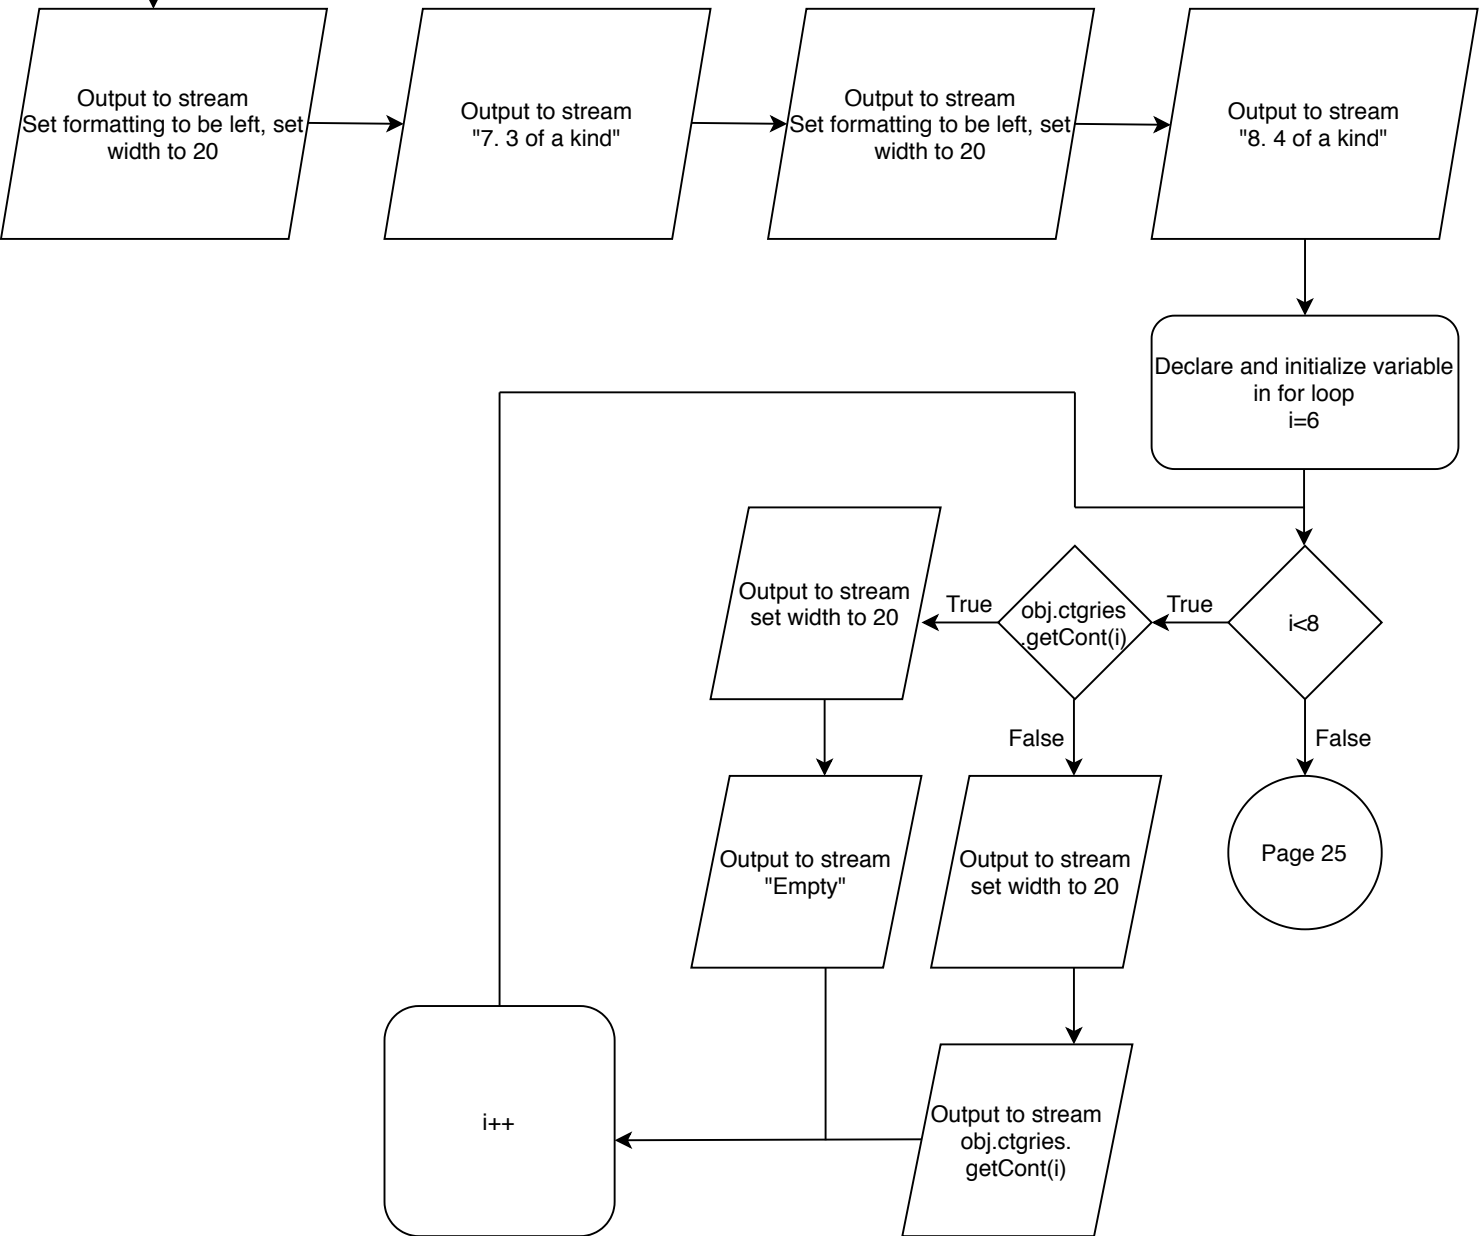 Output to stream
Set formatting to be left, set
width to 20
Output to stream
"7. 3 of a kind"
Output to stream
Set formatting to be left, set
width to 20
Output to stream
"8. 4 of a kind"
Declare and initialize variable
in for loop
i=6
i<8
True
False
obj.ctgries
.getCont(i)
True
False
Output to stream
set width to 20
Output to stream
"Empty"
Output to stream
set width to 20
Page 25
Output to stream
obj.ctgries.
getCont(i)
i++